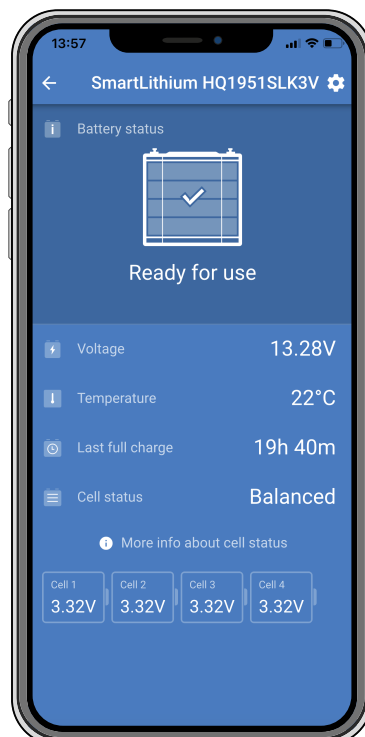 13:57
SmartLithium HQ1951SLK3V
Battery status
Ready for use
Voltage 13.28V
Temperature 22°C
Last full charge 19h 40m
Cell status Balanced
More info about cell status
Cell 1 Cell 2 Cell 3 Cell 4
3.32V 3.32V 3.32V 3.32V